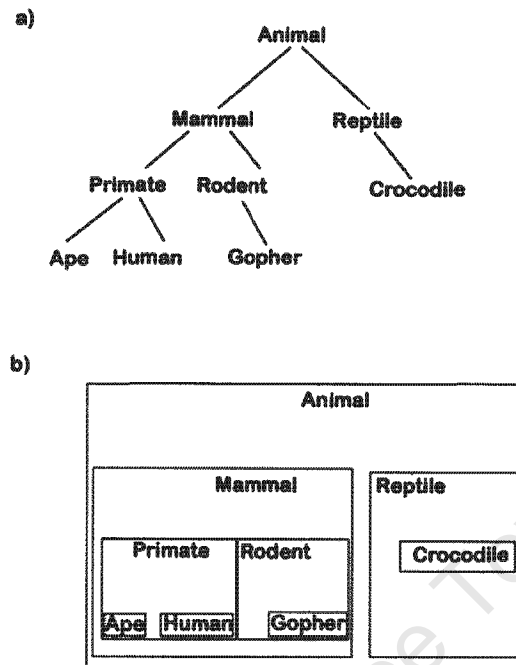 a)
Animal
Mammal Reptile
Primate Rodent Crocodile
Ape Human Gopher
b)
Animal
Mammal Reptile
Primate Rodent Crocodile
Ape Human Gopher